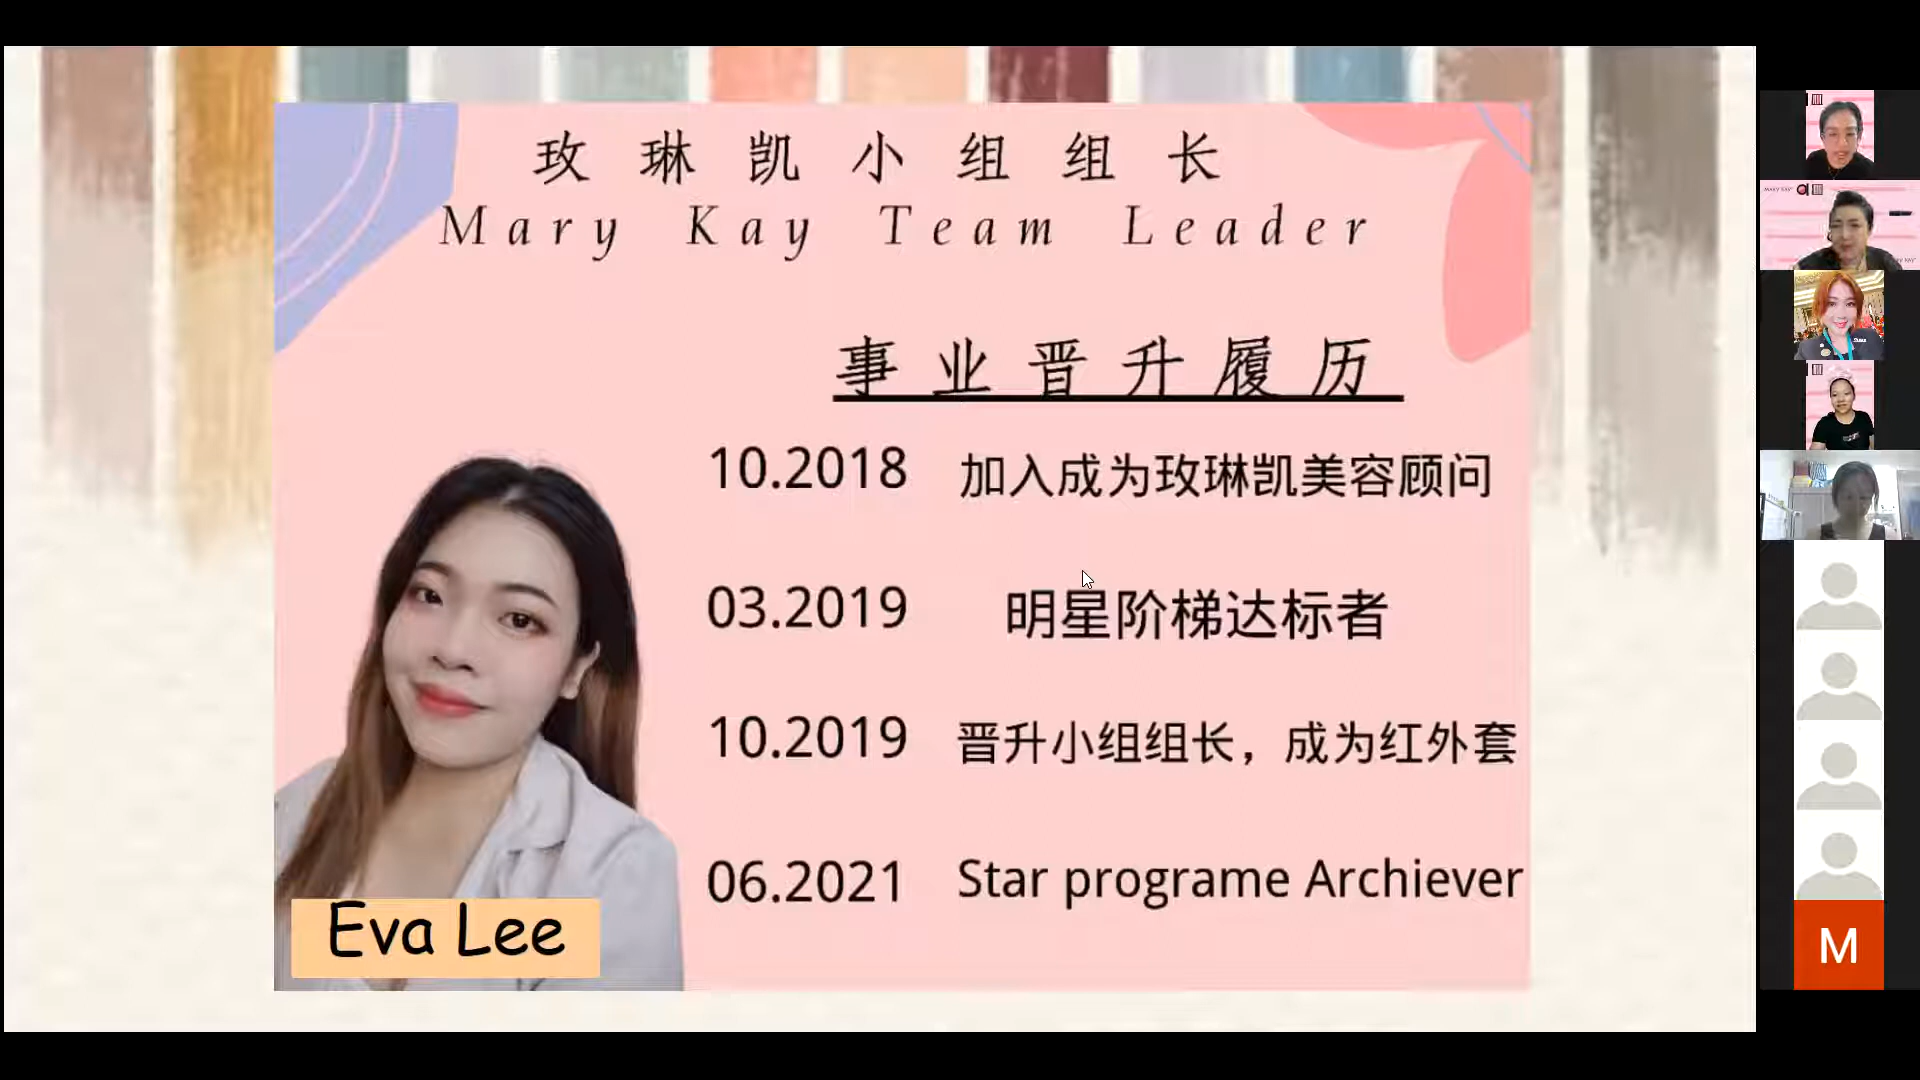 玫琳凯小组组长
Mary Kay Team Leader
事业晋升履历
10.2018 加入成为玫琳凯美容顾问
03.2019 明星阶梯达标者
10.2019 晋升小组组长，成为红外套
06.2021 Star programe Archiever
Eva Lee
MARY KAY
M